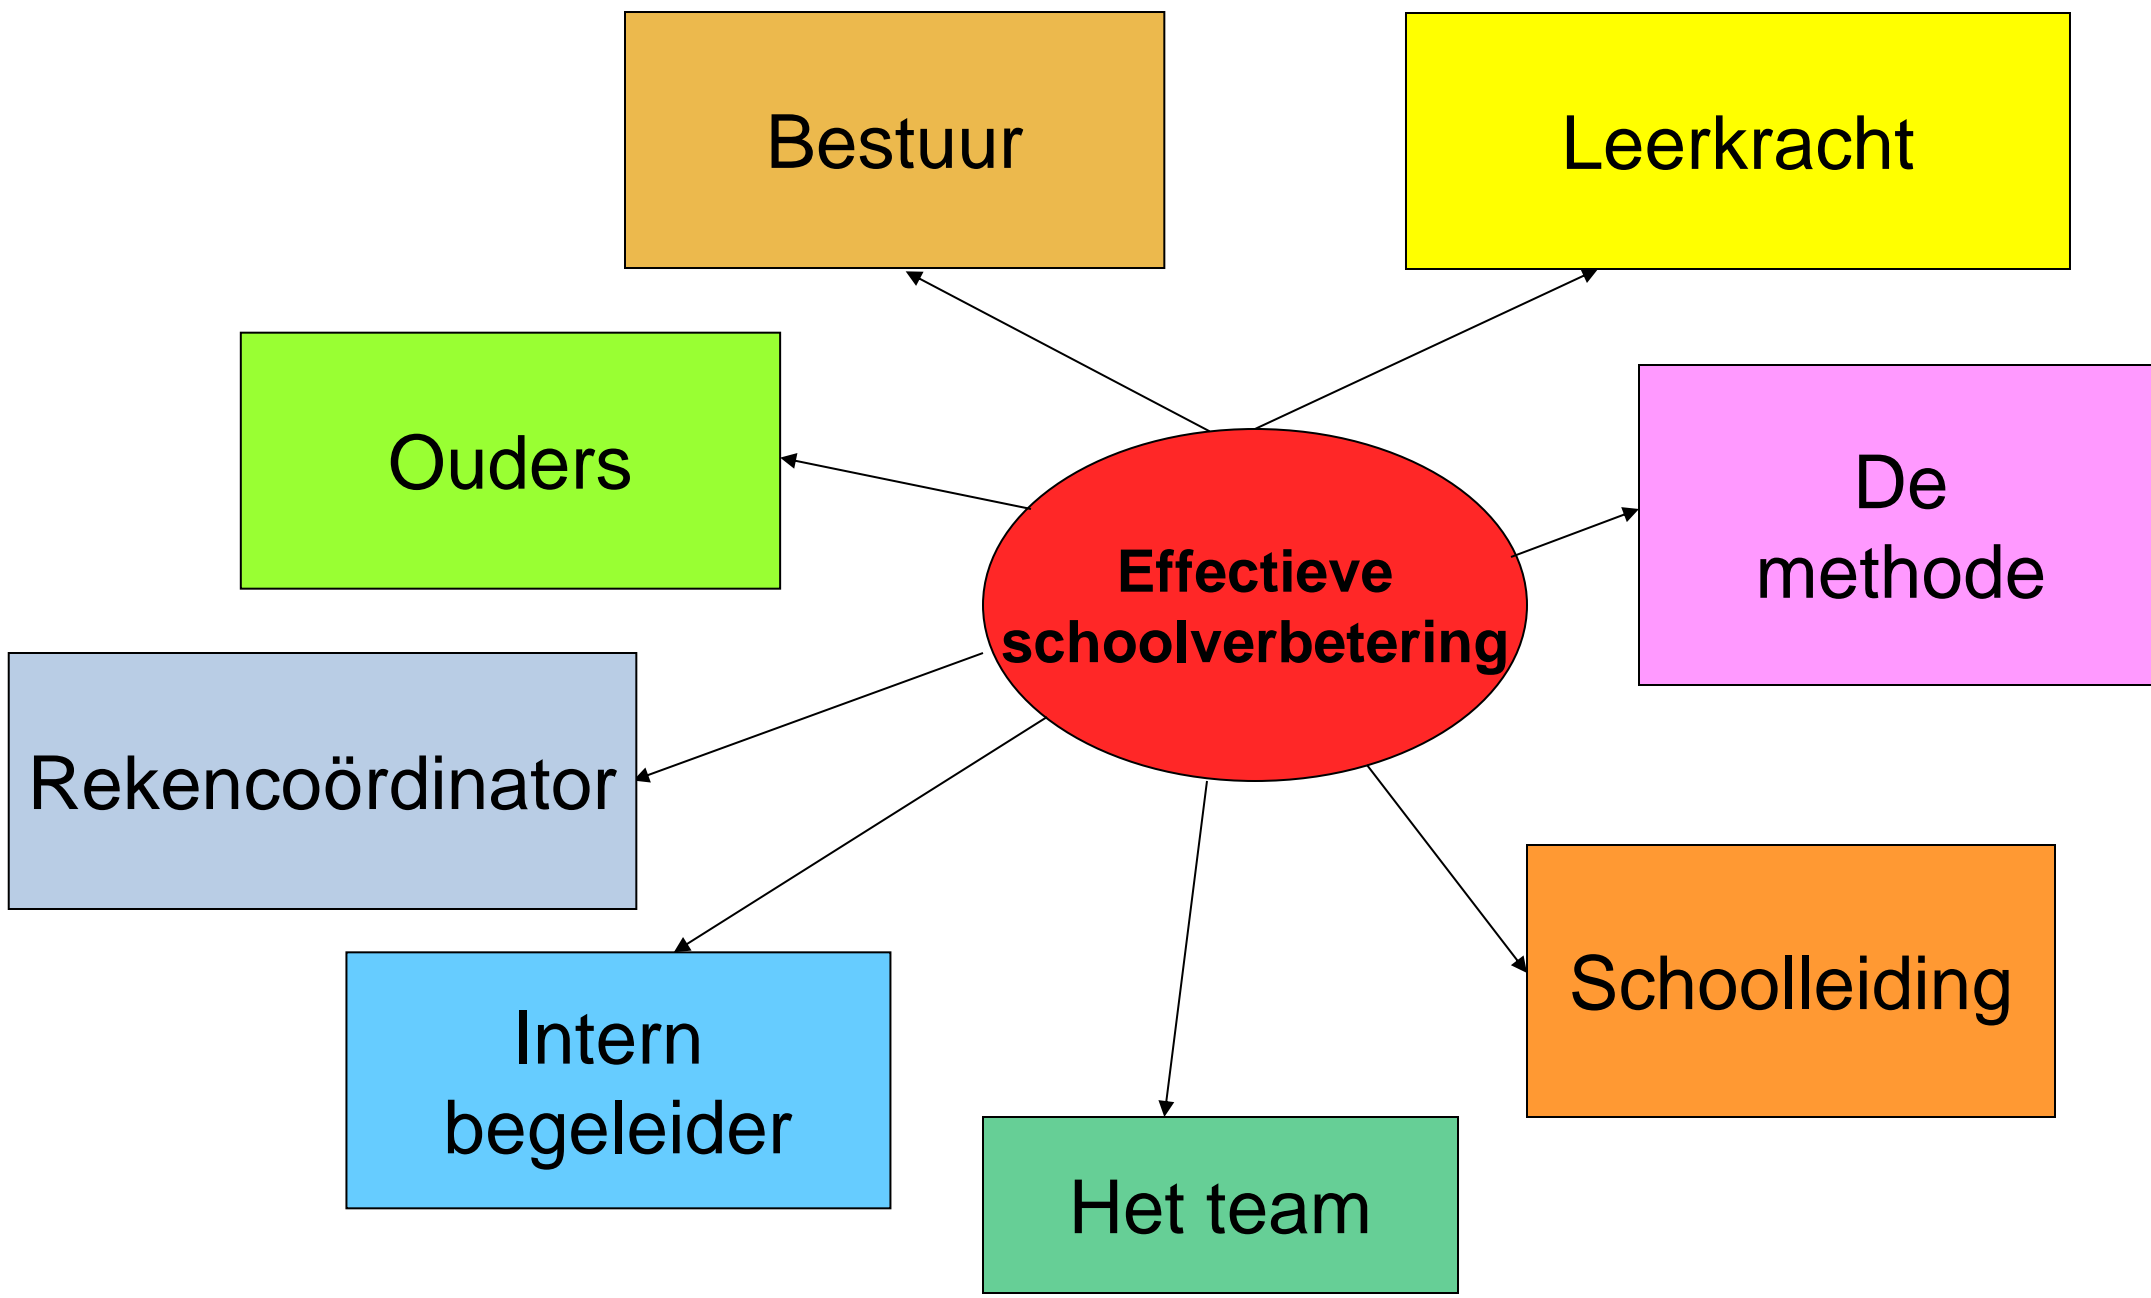 Bestuur
Leerkracht
Ouders
De
methode
Effectieve
schoolverbetering
Rekencoördinator
Schoolleiding
Intern
begeleider
Het team